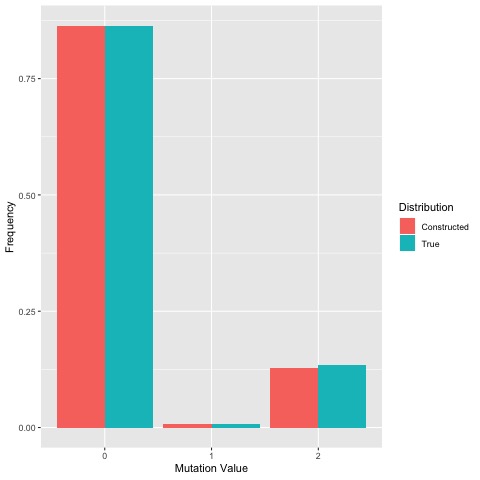 0.75
0.50
0.25
0.00
Frequency
0
1
2
Mutation Value
Distribution
Constructed
True